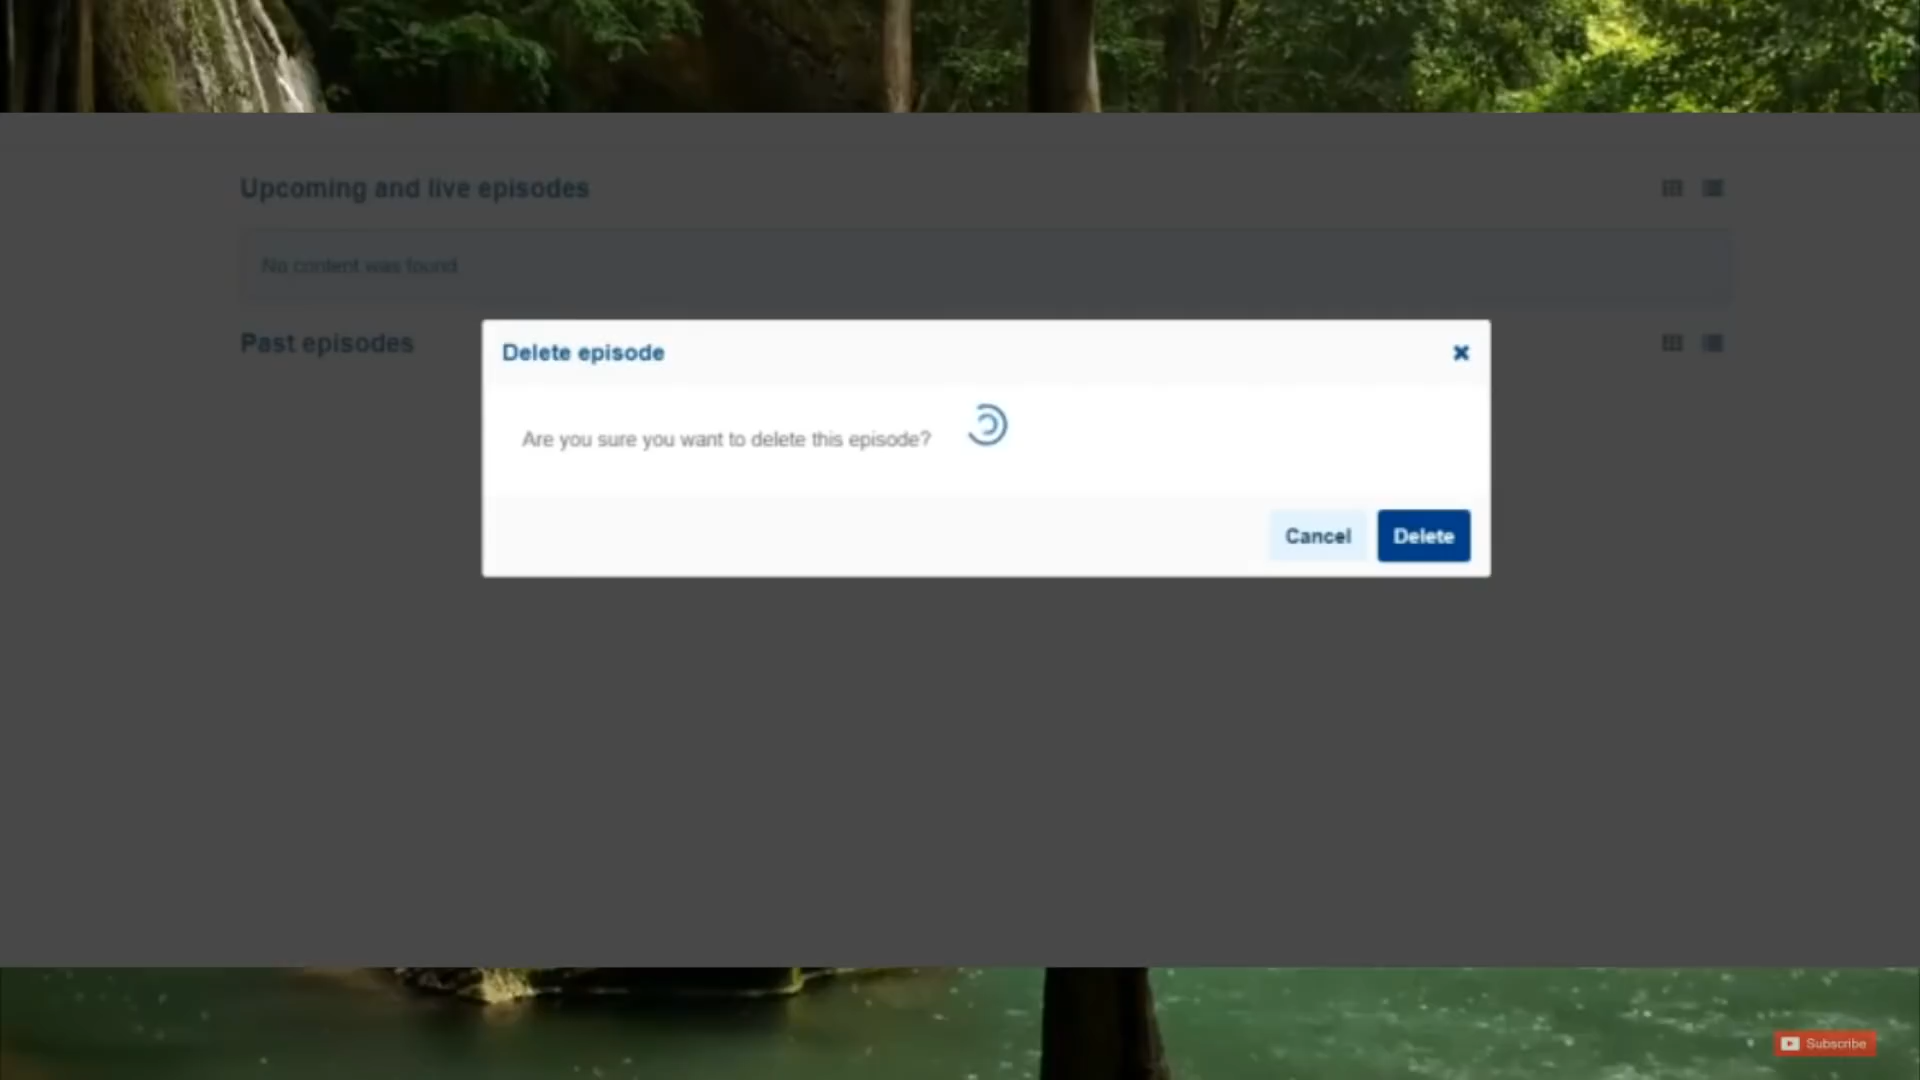 Upcoming and live episodes
No content was found
Past episodes
Delete episode
Are you sure you want to delete this episode?
Cancel
Delete
Subscribe